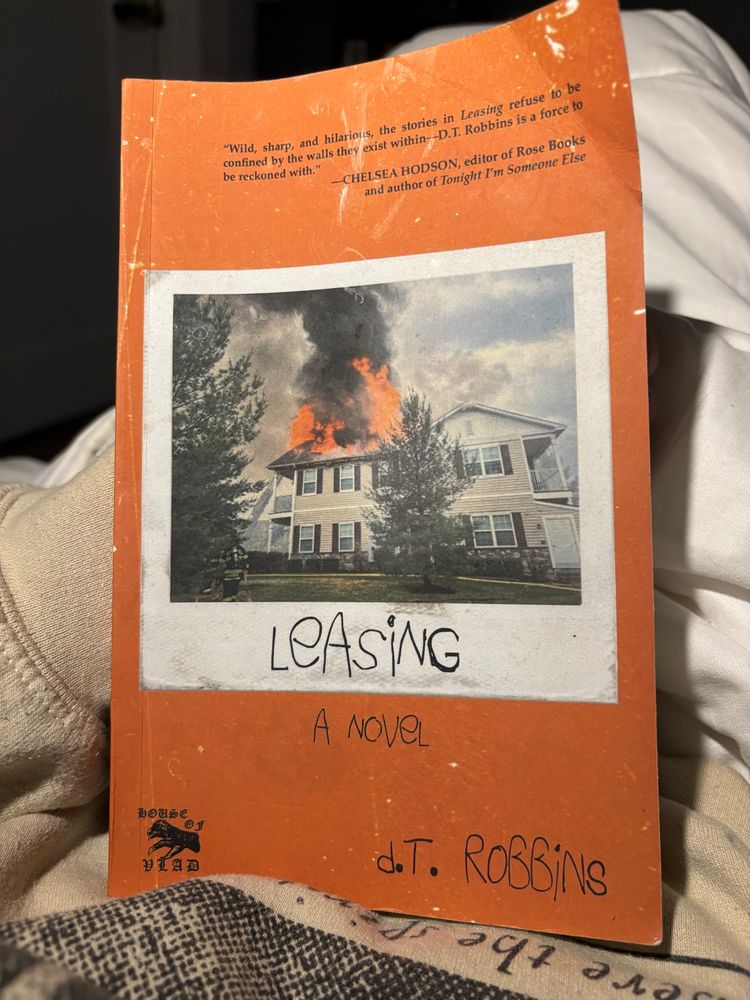 "Wild, sharp, and hilarious, the stories in Leasing refuse to be
confined by the walls they exist within—D.T. Robbins is a force to
be reckoned with."
—CHELSEA HODSON, editor of Rose Books
and author of Tonight I'm Someone Else
LeAsiNG
A NOVeL
HOUSE
OF
VLAD
d.T. RoBBiNs
serve the